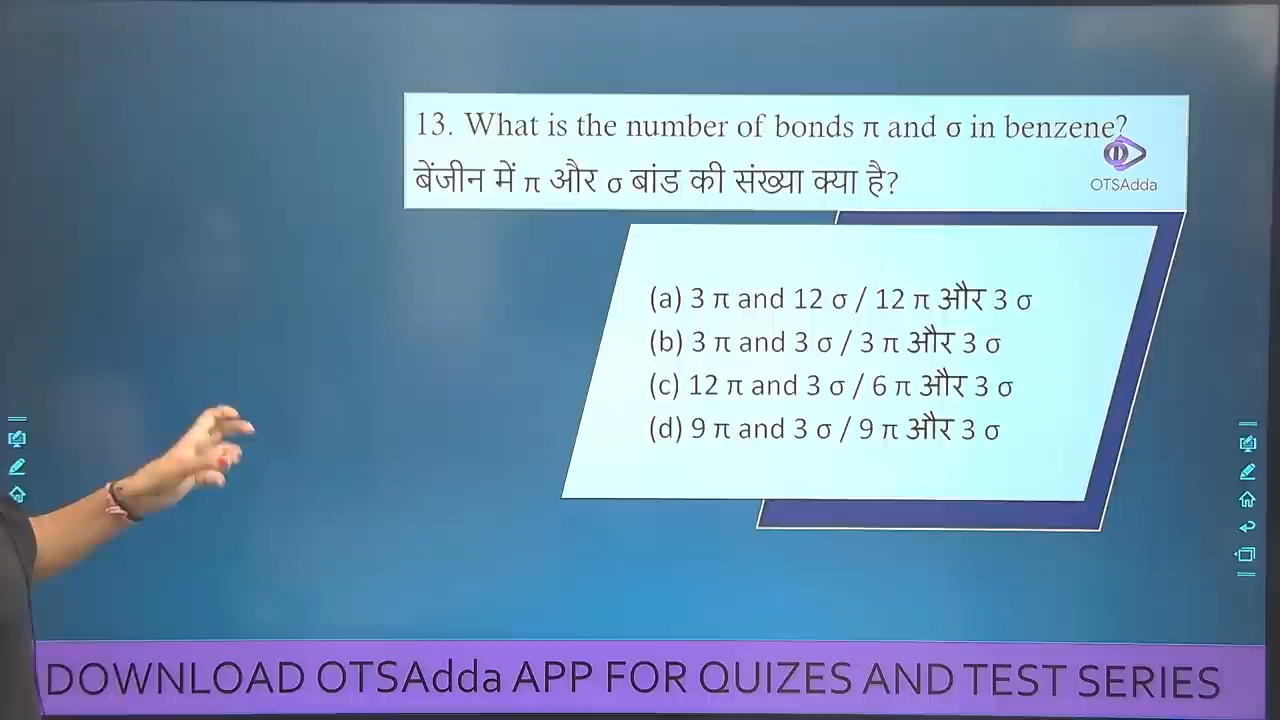 13. What is the number of bonds π and σ in benzene?
बेंजीन में π और σ बांड की संख्या क्या है?
OTSAdda
(a) 3 π and 12 σ / 12 π और 3 σ
(b) 3 π and 3 σ / 3 π और 3 σ
(c) 12 π and 3 σ / 6 π और 3 σ
(d) 9 π and 3 σ / 9 π और 3 σ
DOWNLOAD OTSAdda APP FOR QUIZES AND TEST SERIES